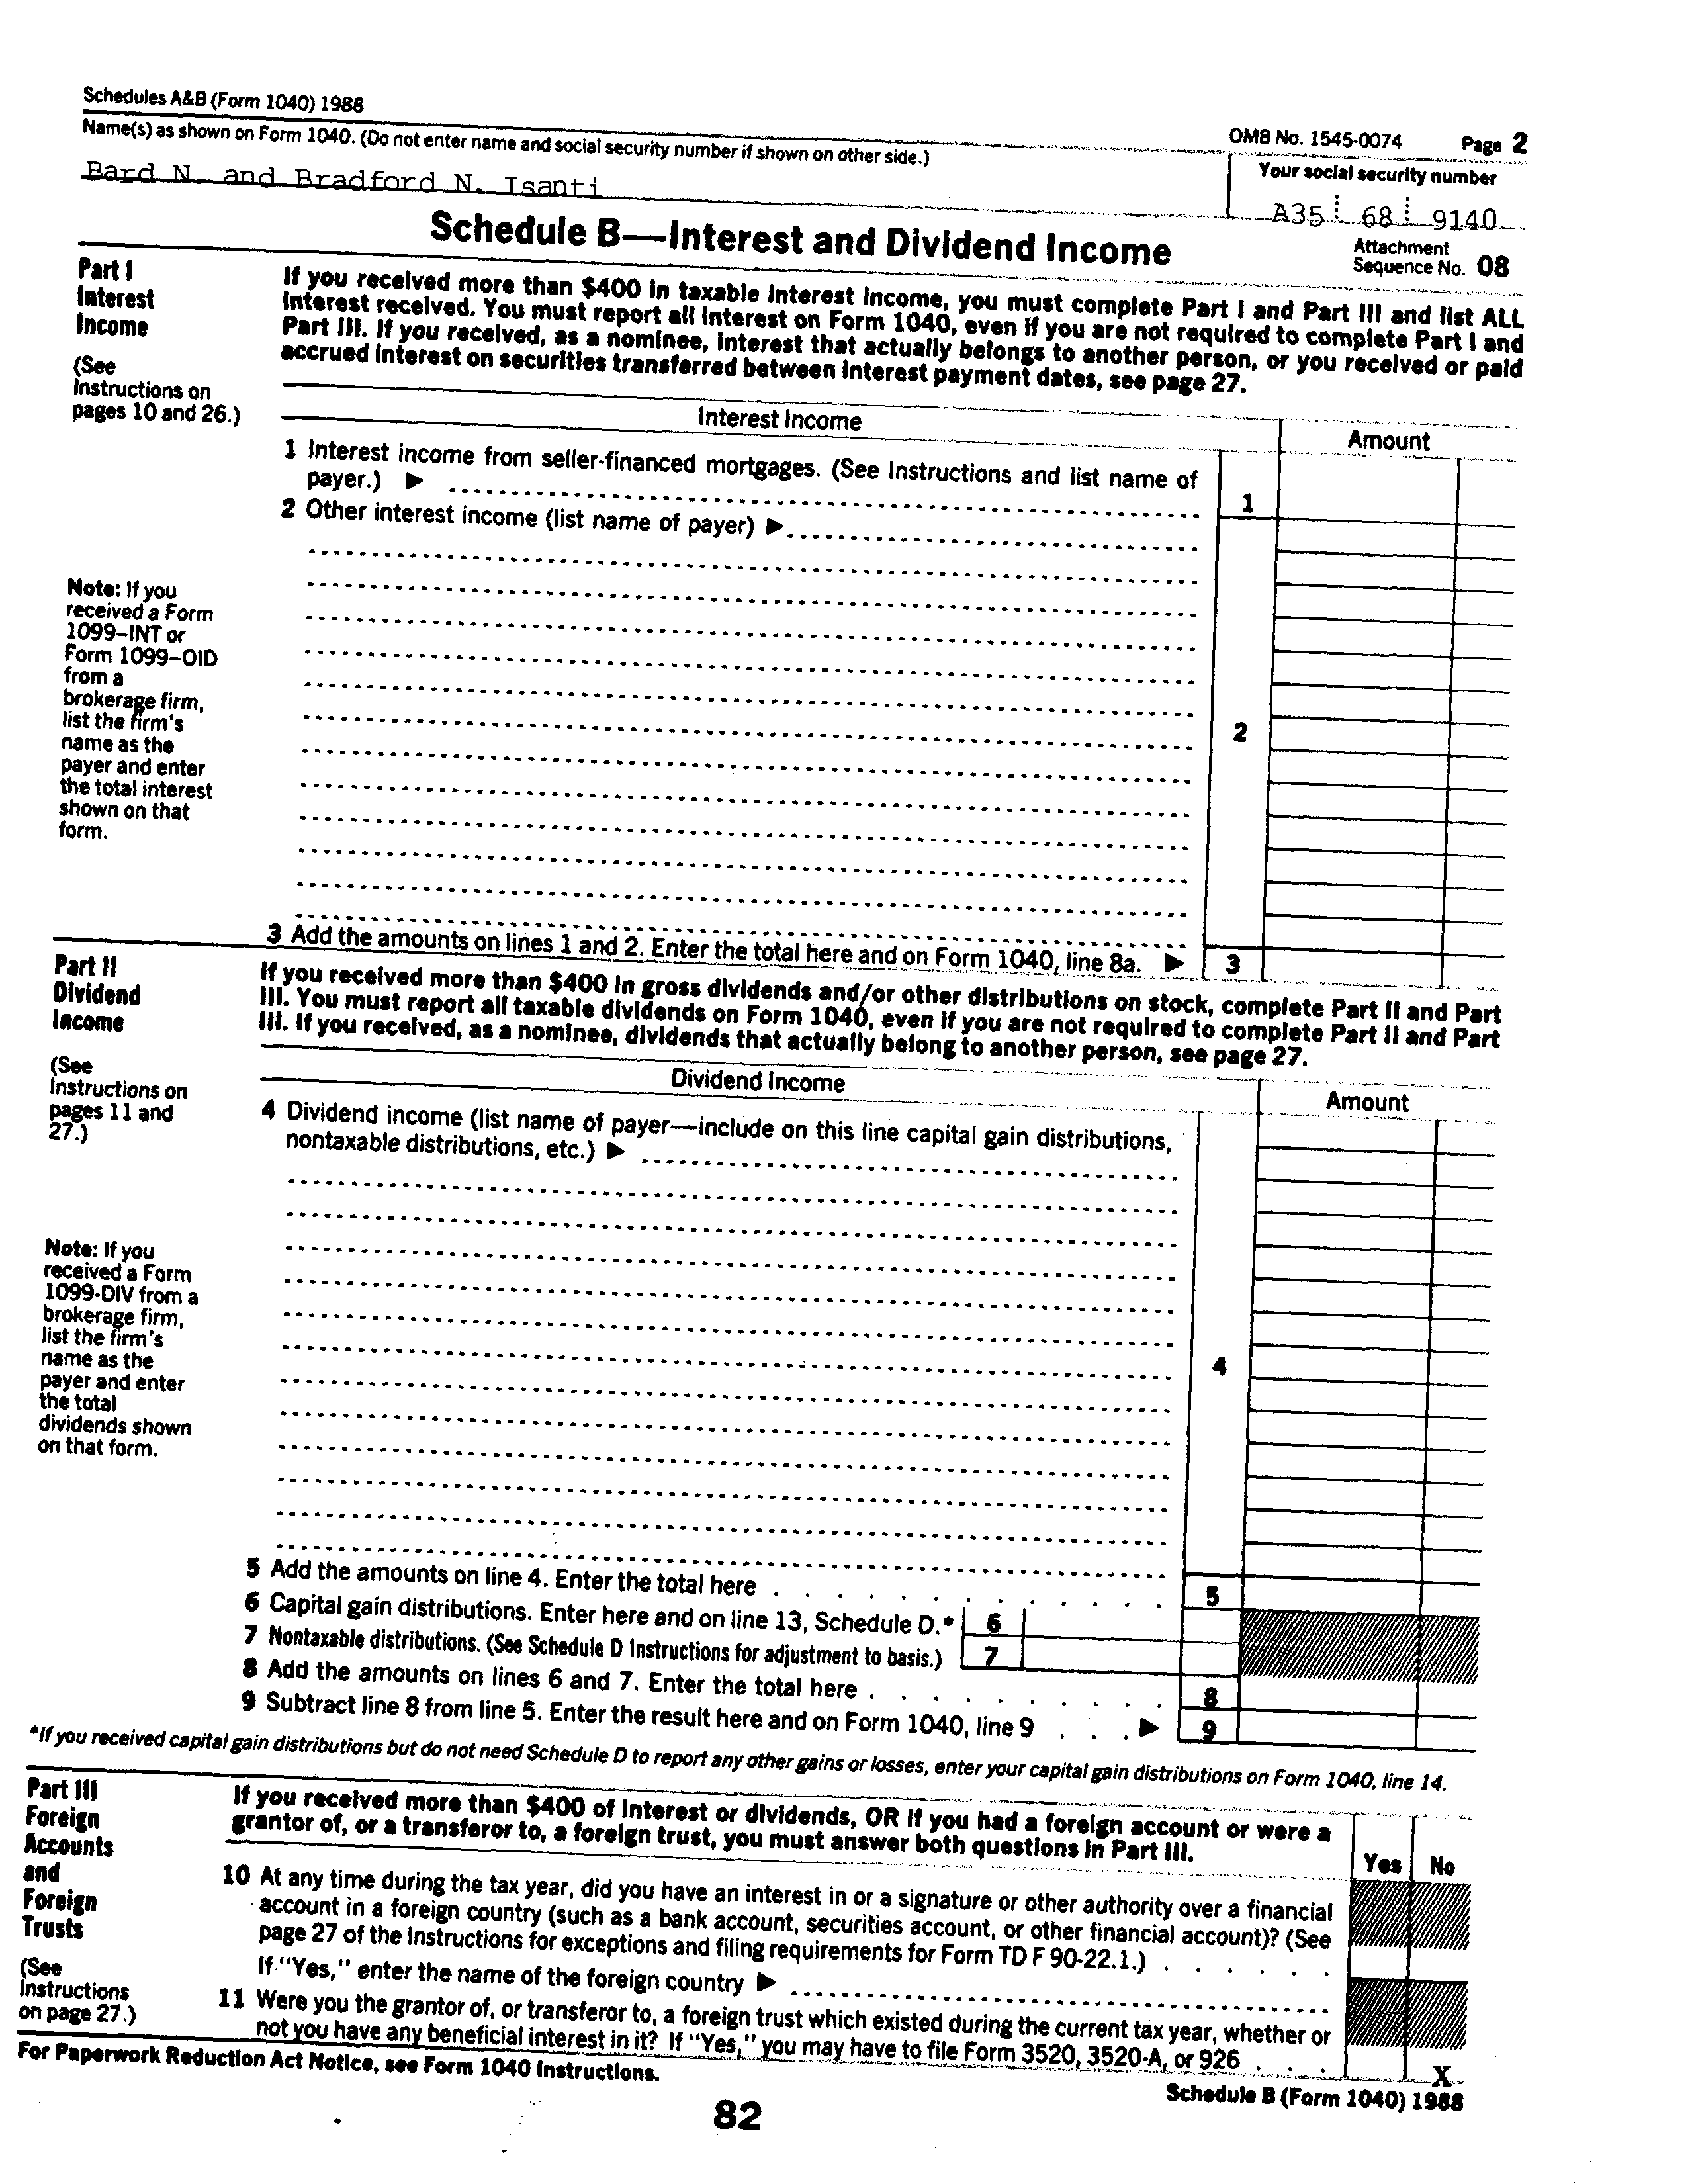 Schedules A&B (Form 1040) 1988
OMB No. 1545-0074 Page 2
Name(s) as shown on Form 1040. (Do not enter name and social security number if shown on other side.)
Your social security number
Bard N. and Bradford N. Isanti
A35 68 9140
Schedule B—Interest and Dividend Income
Attachment
Sequence No. 08
Part I
Interest
Income
(See
Instructions on
pages 10 and 26.)
If you received more than $400 in taxable interest income, you must complete Part I and Part III and list ALL
interest received. You must report all interest on Form 1040, even if you are not required to complete Part I and
Part III. If you received, as a nominee, interest that actually belongs to another person, or you received or paid
accrued interest on securities transferred between interest payment dates, see page 27.
Interest Income
Amount
1 Interest income from seller-financed mortgages. (See Instructions and list name of
payer.) ▶
1
2 Other interest income (list name of payer) ▶
Note: If you
received a Form
1099–INT or
Form 1099–OID
from a
brokerage firm,
list the firm's
name as the
payer and enter
the total interest
shown on that
form.
2
3 Add the amounts on lines 1 and 2. Enter the total here and on Form 1040, line 8a. ▶ 3
Part II
Dividend
Income
(See
Instructions on
pages 11 and
27.)
If you received more than $400 in gross dividends and/or other distributions on stock, complete Part II and Part
III. You must report all taxable dividends on Form 1040, even if you are not required to complete Part II and Part
III. If you received, as a nominee, dividends that actually belong to another person, see page 27.
Dividend Income
Amount
4 Dividend income (list name of payer—include on this line capital gain distributions,
nontaxable distributions, etc.) ▶
Note: If you
received a Form
1099-DIV from a
brokerage firm,
list the firm's
name as the
payer and enter
the total
dividends shown
on that form.
4
5 Add the amounts on line 4. Enter the total here . . . . . . . . . . . 5
6 Capital gain distributions. Enter here and on line 13, Schedule D.* 6
7 Nontaxable distributions. (See Schedule D Instructions for adjustment to basis.) 7
8 Add the amounts on lines 6 and 7. Enter the total here . . . . . . . . . . 8
9 Subtract line 8 from line 5. Enter the result here and on Form 1040, line 9 . . . ▶ 9
*If you received capital gain distributions but do not need Schedule D to report any other gains or losses, enter your capital gain distributions on Form 1040, line 14.
Part III
Foreign
Accounts
and
Foreign
Trusts
(See
Instructions
on page 27.)
If you received more than $400 of interest or dividends, OR if you had a foreign account or were a
grantor of, or a transferor to, a foreign trust, you must answer both questions in Part III.
Yes No
10 At any time during the tax year, did you have an interest in or a signature or other authority over a financial
account in a foreign country (such as a bank account, securities account, or other financial account)? (See
page 27 of the Instructions for exceptions and filing requirements for Form TD F 90-22.1.) . . . . . .
If "Yes," enter the name of the foreign country ▶
11 Were you the grantor of, or transferor to, a foreign trust which existed during the current tax year, whether or
not you have any beneficial interest in it? If "Yes," you may have to file Form 3520, 3520-A, or 926 . . .
X
For Paperwork Reduction Act Notice, see Form 1040 Instructions.
Schedule B (Form 1040) 1988
82